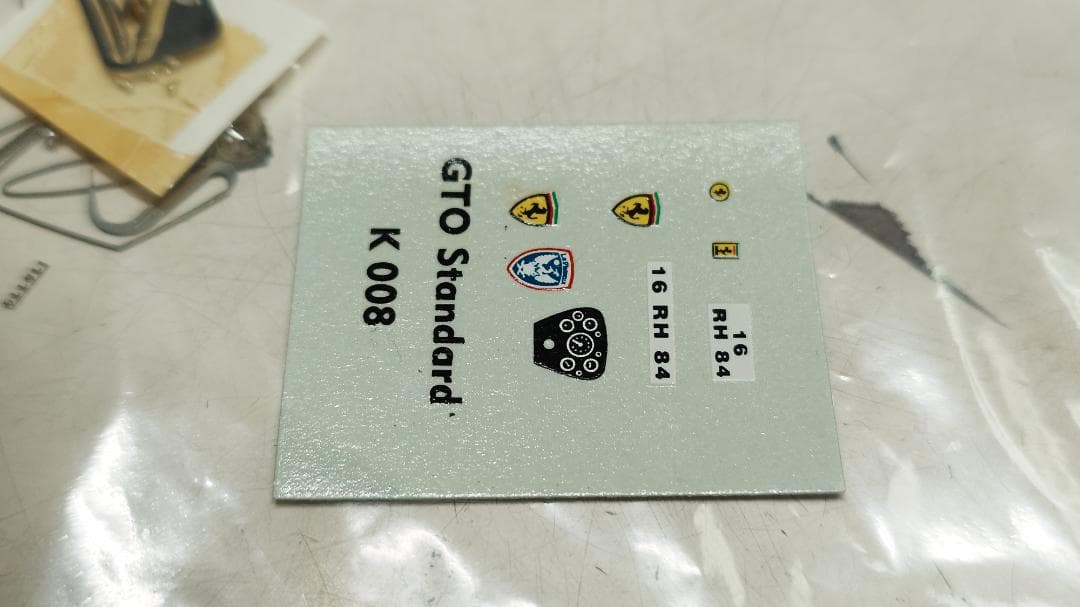 16
RH 84
16 RH 84
GTO Standard
K 008